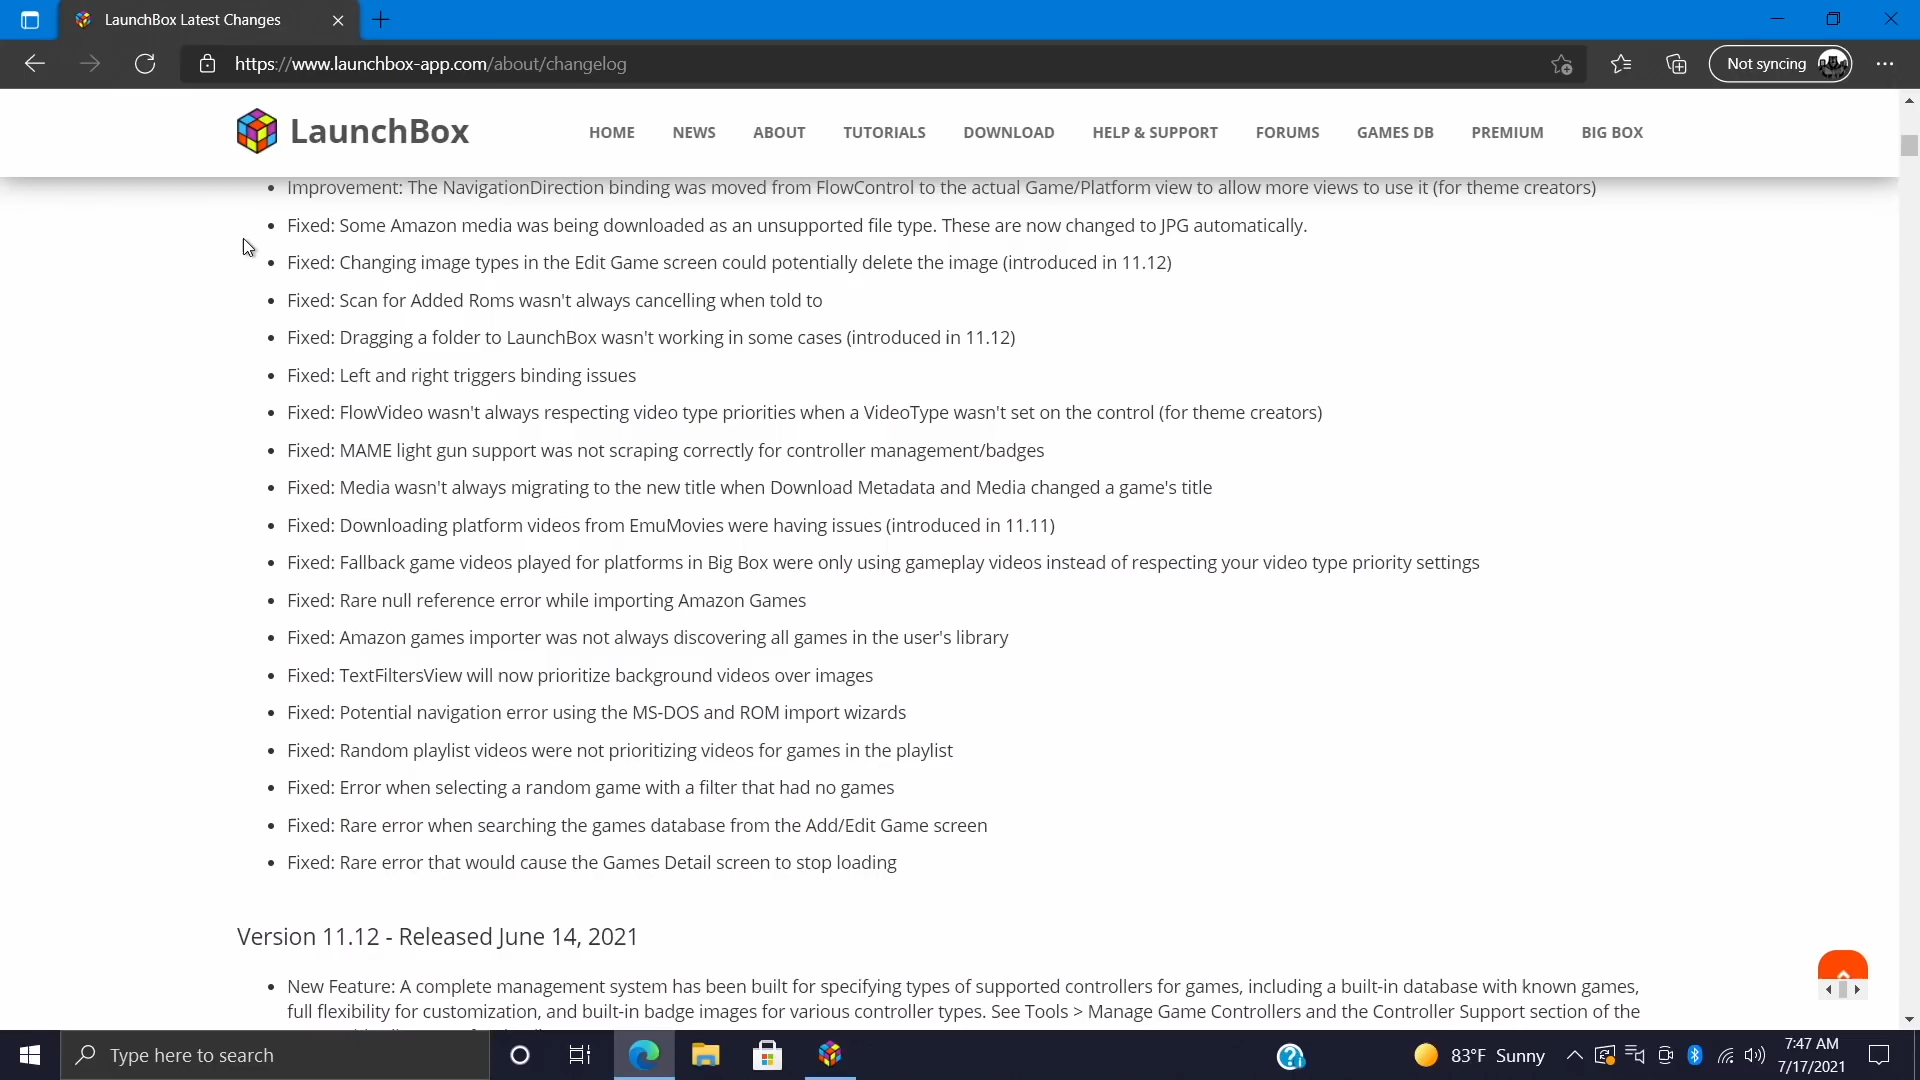 LaunchBox Latest Changes
https://www.launchbox-app.com/about/changelog
Not syncing
LaunchBox
HOME NEWS ABOUT TUTORIALS DOWNLOAD HELP & SUPPORT FORUMS GAMES DB PREMIUM BIG BOX
Improvement: The NavigationDirection binding was moved from FlowControl to the actual Game/Platform view to allow more views to use it (for theme creators)
Fixed: Some Amazon media was being downloaded as an unsupported file type. These are now changed to JPG automatically.
Fixed: Changing image types in the Edit Game screen could potentially delete the image (introduced in 11.12)
Fixed: Scan for Added Roms wasn't always cancelling when told to
Fixed: Dragging a folder to LaunchBox wasn't working in some cases (introduced in 11.12)
Fixed: Left and right triggers binding issues
Fixed: FlowVideo wasn't always respecting video type priorities when a VideoType wasn't set on the control (for theme creators)
Fixed: MAME light gun support was not scraping correctly for controller management/badges
Fixed: Media wasn't always migrating to the new title when Download Metadata and Media changed a game's title
Fixed: Downloading platform videos from EmuMovies were having issues (introduced in 11.11)
Fixed: Fallback game videos played for platforms in Big Box were only using gameplay videos instead of respecting your video type priority settings
Fixed: Rare null reference error while importing Amazon Games
Fixed: Amazon games importer was not always discovering all games in the user's library
Fixed: TextFiltersView will now prioritize background videos over images
Fixed: Potential navigation error using the MS-DOS and ROM import wizards
Fixed: Random playlist videos were not prioritizing videos for games in the playlist
Fixed: Error when selecting a random game with a filter that had no games
Fixed: Rare error when searching the games database from the Add/Edit Game screen
Fixed: Rare error that would cause the Games Detail screen to stop loading
Version 11.12 - Released June 14, 2021
New Feature: A complete management system has been built for specifying types of supported controllers for games, including a built-in database with known games,
full flexibility for customization, and built-in badge images for various controller types. See Tools > Manage Game Controllers and the Controller Support section of the
Type here to search
83°F Sunny
7:47 AM
7/17/2021